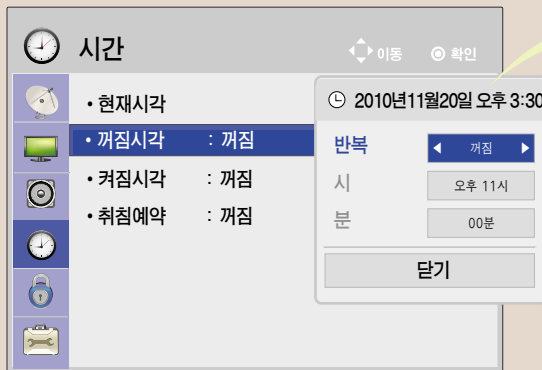 시간
이동 확인
• 현재시각
• 꺼짐시각 : 꺼짐
• 켜짐시각 : 꺼짐
• 취침예약 : 꺼짐
2010년11월20일 오후 3:30
반복 ◀ 꺼짐 ▶
시 오후 11시
분 00분
닫기